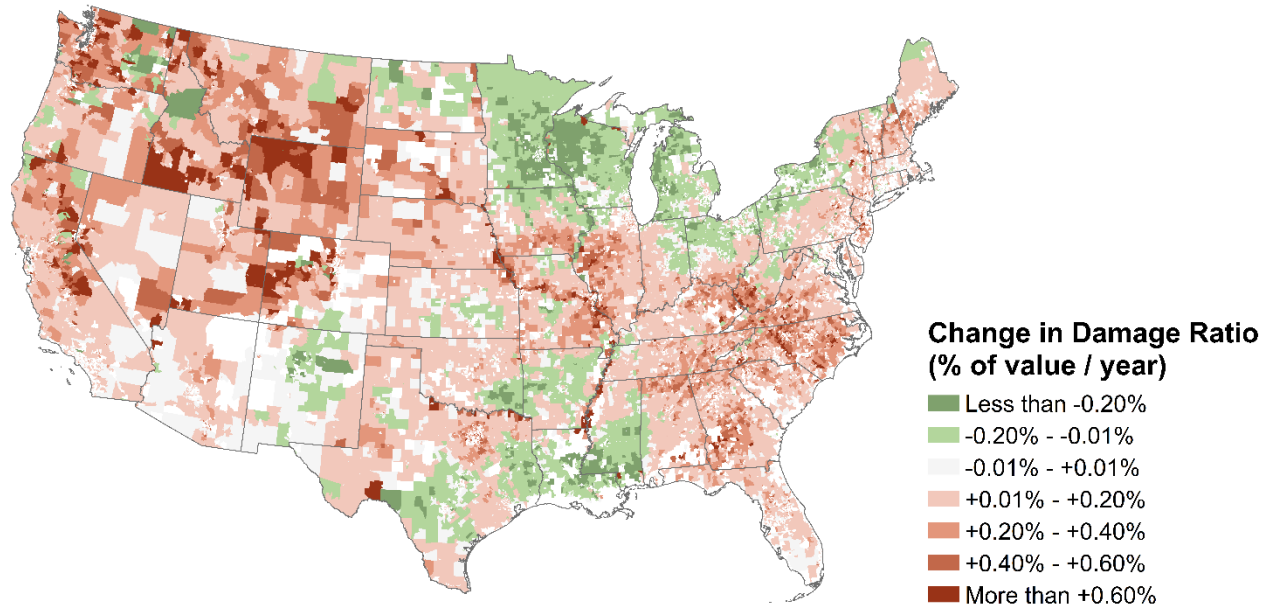 Change in Damage Ratio
(% of value / year)
Less than -0.20%
-0.20% - -0.01%
-0.01% - +0.01%
+0.01% - +0.20%
+0.20% - +0.40%
+0.40% - +0.60%
More than +0.60%